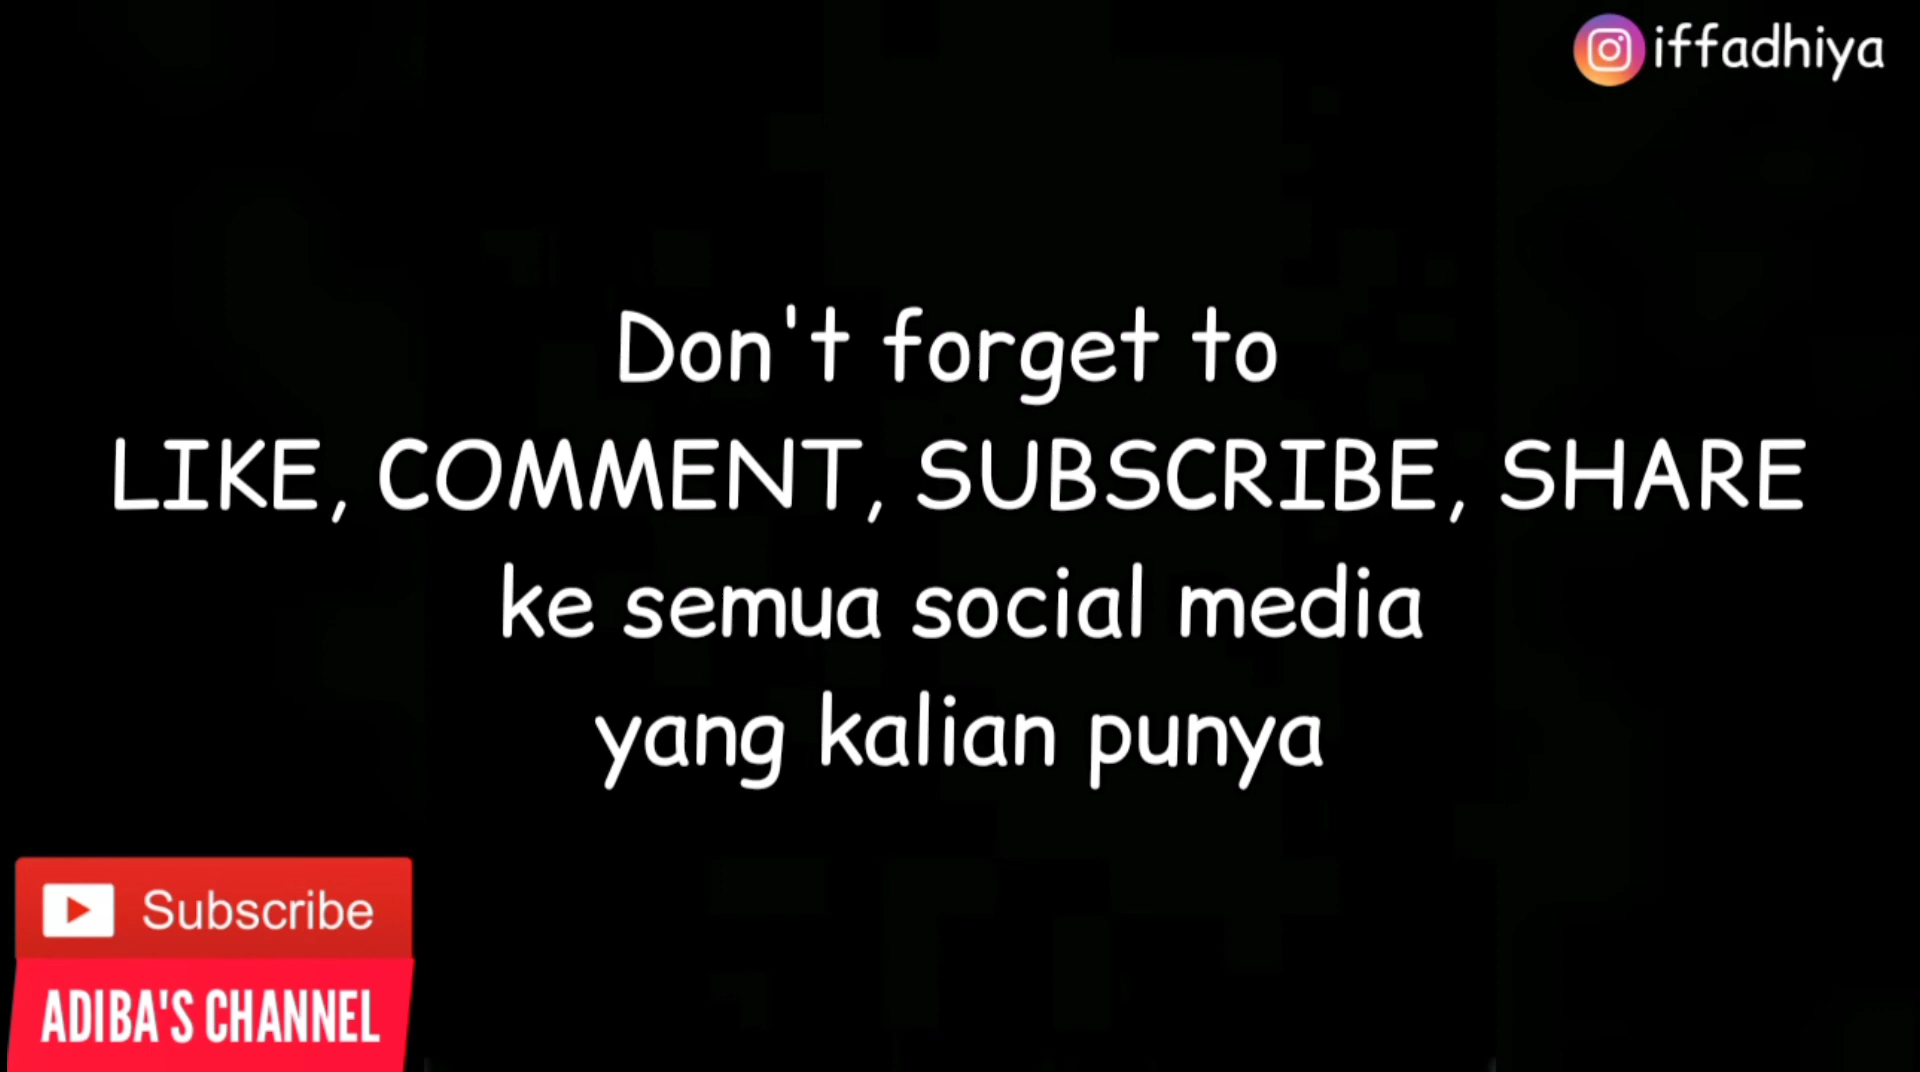 iffadhiya
Don't forget to
LIKE, COMMENT, SUBSCRIBE, SHARE
ke semua social media
yang kalian punya
Subscribe
ADIBA'S CHANNEL